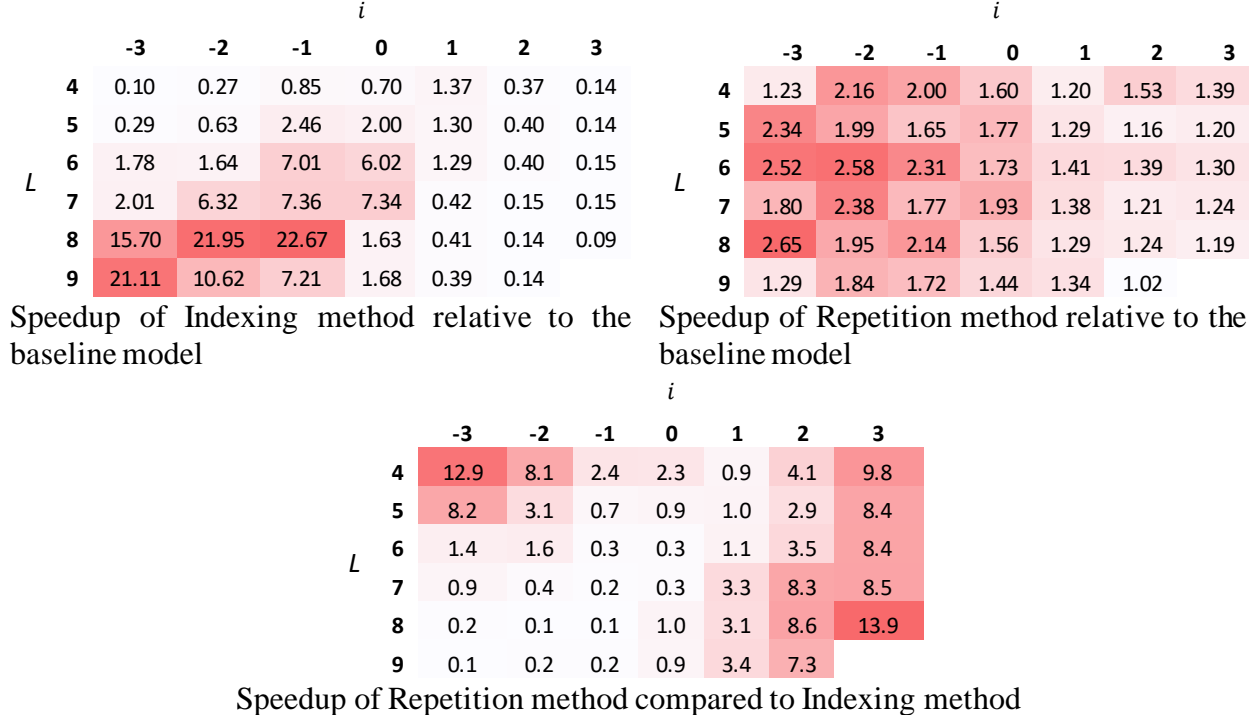 i
-3 -2 -1 0 1 2 3
4 0.10 0.27 0.85 0.70 1.37 0.37 0.14
5 0.29 0.63 2.46 2.00 1.30 0.40 0.14
6 1.78 1.64 7.01 6.02 1.29 0.40 0.15
L
7 2.01 6.32 7.36 7.34 0.42 0.15 0.15
8 15.70 21.95 22.67 1.63 0.41 0.14 0.09
9 21.11 10.62 7.21 1.68 0.39 0.14
Speedup of Indexing method relative to the
baseline model
i
-3 -2 -1 0 1 2 3
4 1.23 2.16 2.00 1.60 1.20 1.53 1.39
5 2.34 1.99 1.65 1.77 1.29 1.16 1.20
6 2.52 2.58 2.31 1.73 1.41 1.39 1.30
L
7 1.80 2.38 1.77 1.93 1.38 1.21 1.24
8 2.65 1.95 2.14 1.56 1.29 1.24 1.19
9 1.29 1.84 1.72 1.44 1.34 1.02
Speedup of Repetition method relative to the
baseline model
i
-3 -2 -1 0 1 2 3
4 12.9 8.1 2.4 2.3 0.9 4.1 9.8
5 8.2 3.1 0.7 0.9 1.0 2.9 8.4
6 1.4 1.6 0.3 0.3 1.1 3.5 8.4
L
7 0.9 0.4 0.2 0.3 3.3 8.3 8.5
8 0.2 0.1 0.1 1.0 3.1 8.6 13.9
9 0.1 0.2 0.2 0.9 3.4 7.3
Speedup of Repetition method compared to Indexing method